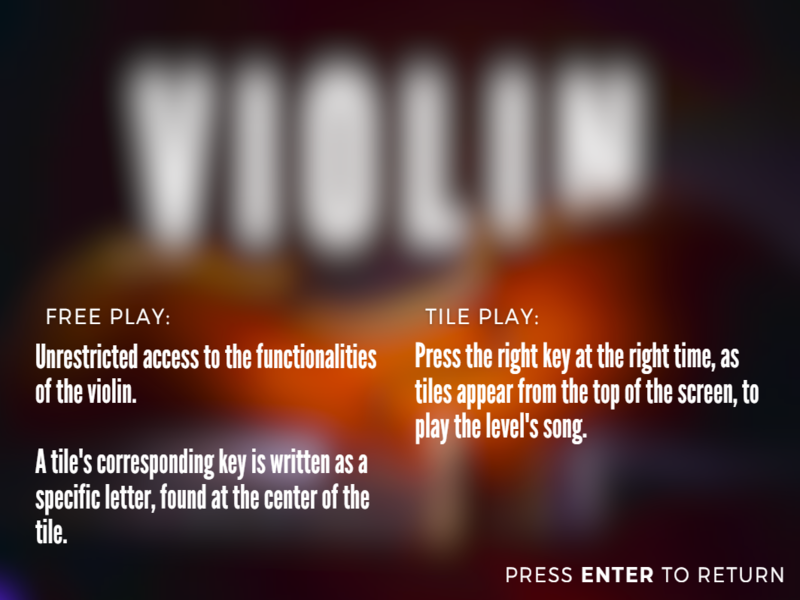 VIOLIN
FREE PLAY:
Unrestricted access to the functionalities
of the violin.
A tile's corresponding key is written as a
specific letter, found at the center of the
tile.
TILE PLAY:
Press the right key at the right time, as
tiles appear from the top of the screen, to
play the level's song.
PRESS ENTER TO RETURN